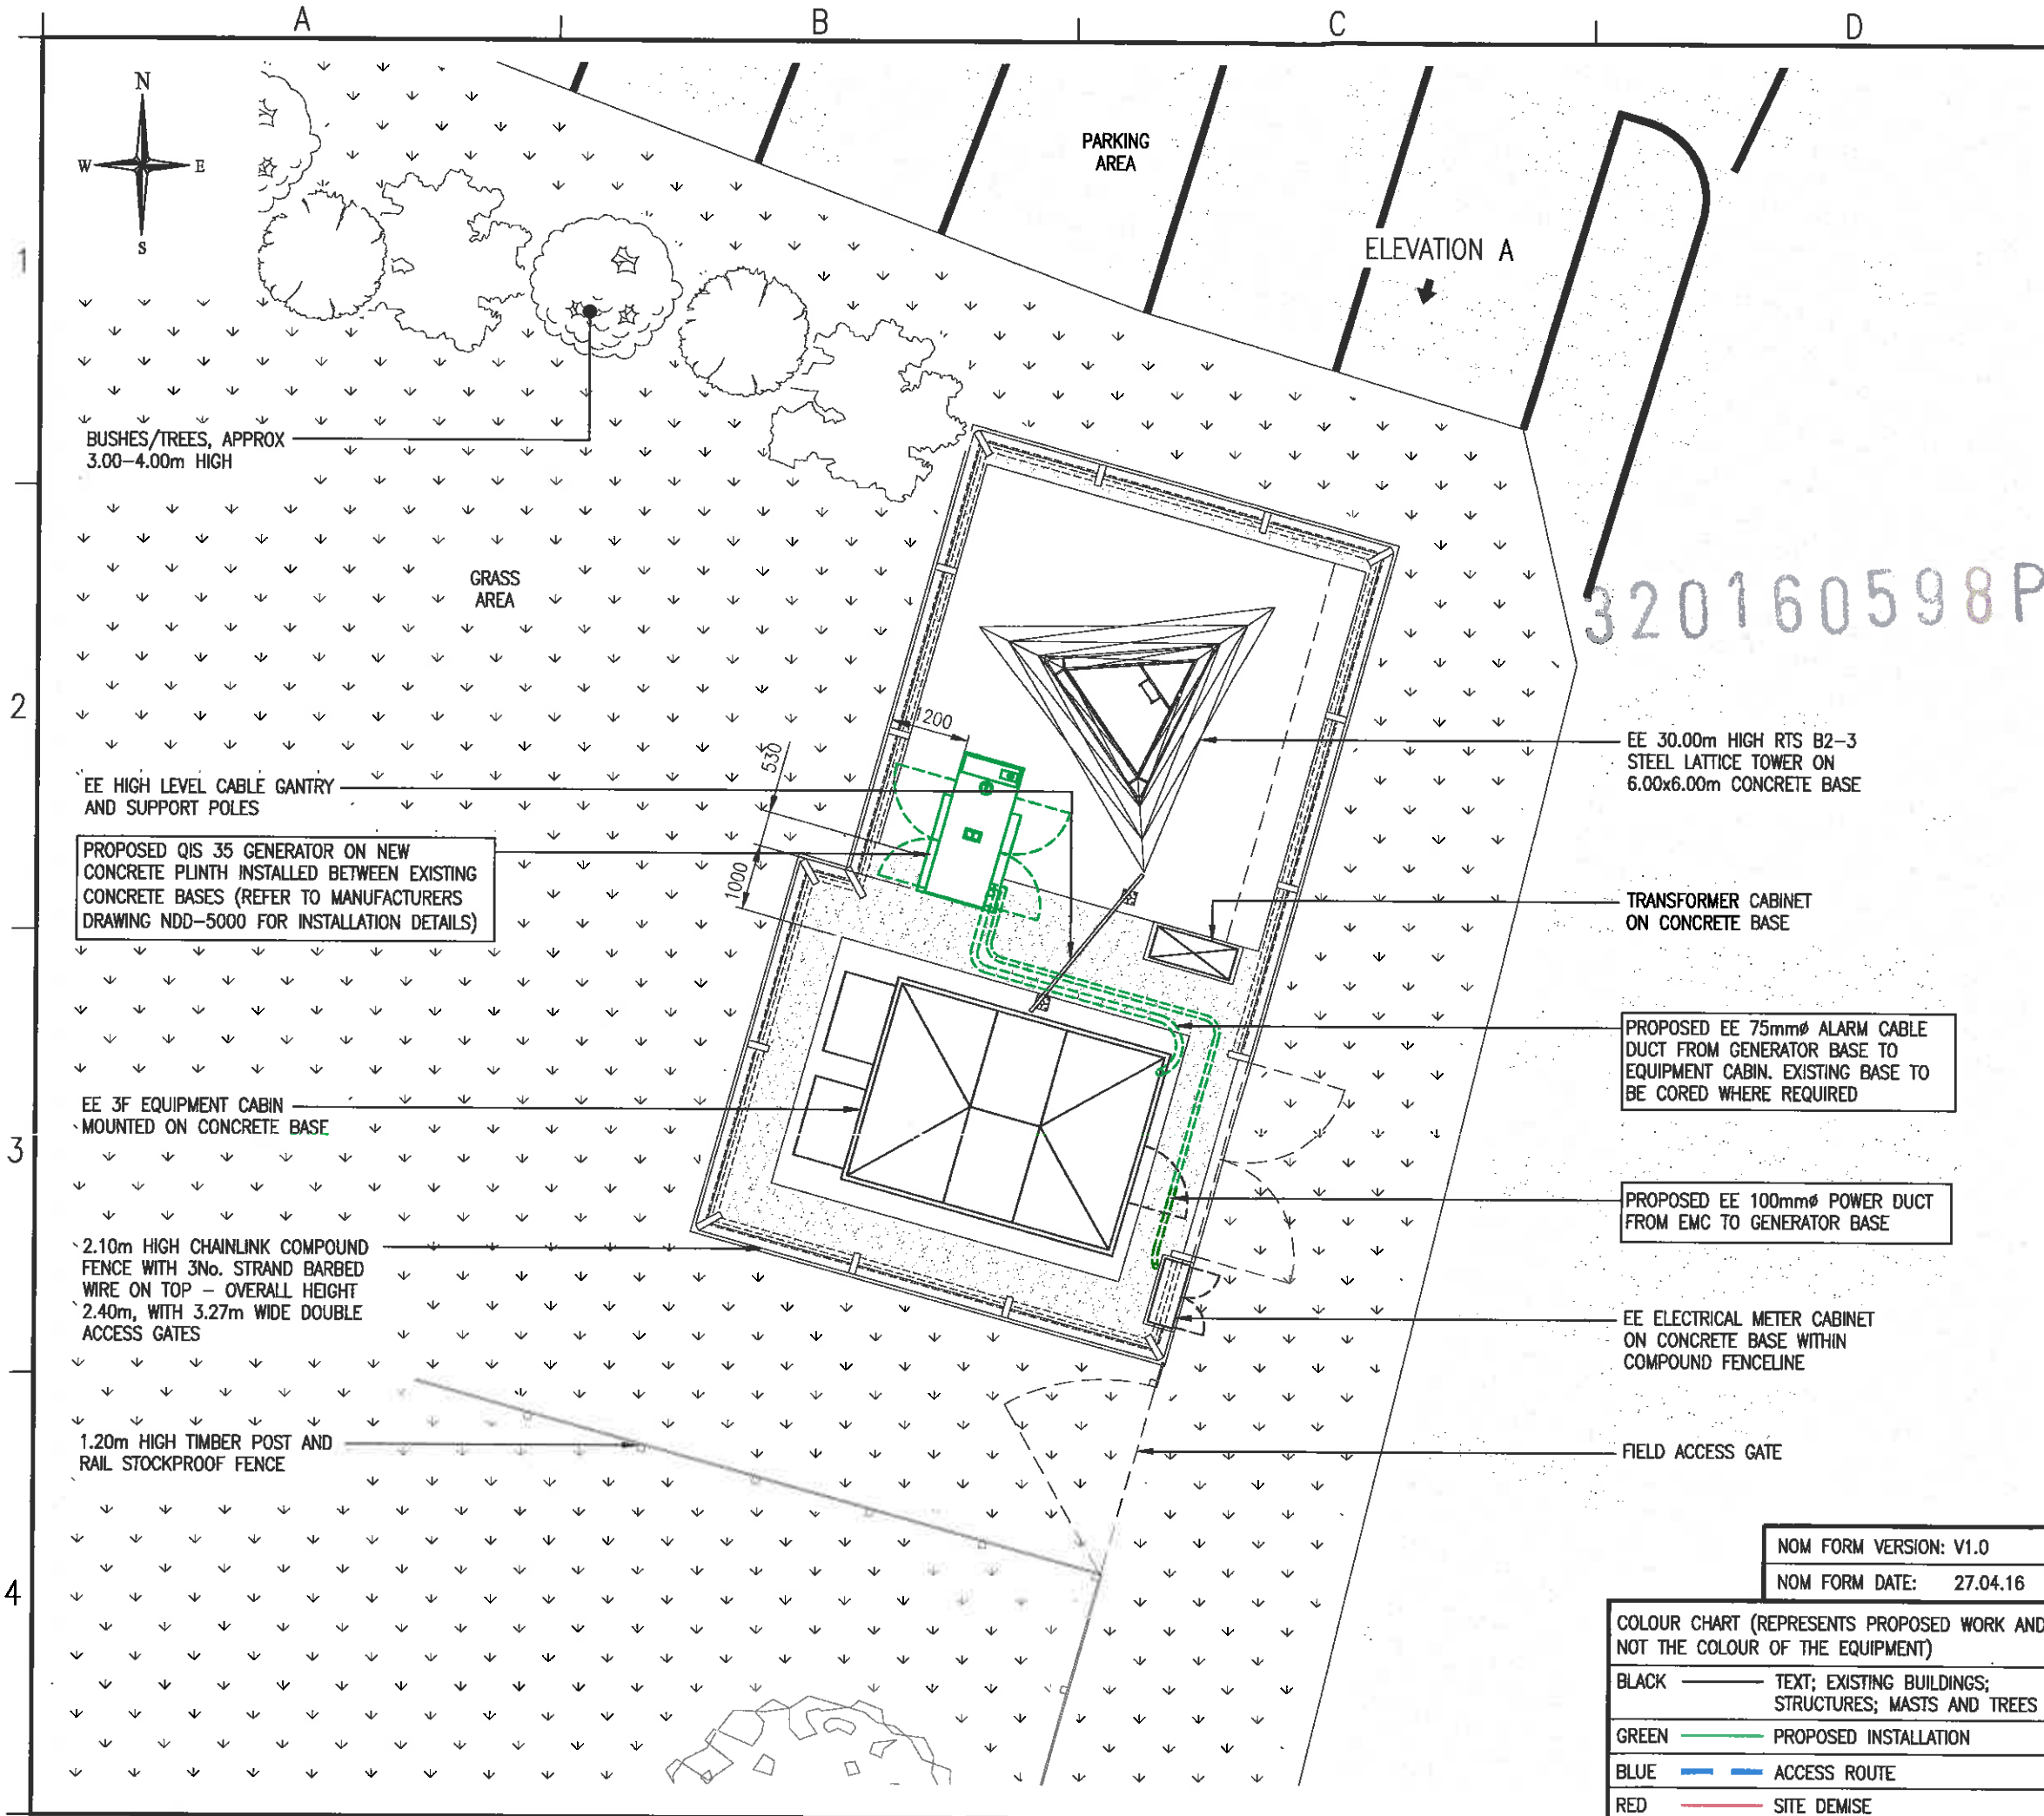 A
B
C
D
1
2
3
4
N
W
E
S
PARKING
AREA
ELEVATION A
BUSHES/TREES, APPROX
3.00-4.00m HIGH
GRASS
AREA
320160598P
1200
530
1000
EE HIGH LEVEL CABLE GANTRY
AND SUPPORT POLES
PROPOSED QIS 35 GENERATOR ON NEW
CONCRETE PLINTH INSTALLED BETWEEN EXISTING
CONCRETE BASES (REFER TO MANUFACTURERS
DRAWING NDD-5000 FOR INSTALLATION DETAILS)
EE 3F EQUIPMENT CABIN
MOUNTED ON CONCRETE BASE
2.10m HIGH CHAINLINK COMPOUND
FENCE WITH 3No. STRAND BARBED
WIRE ON TOP - OVERALL HEIGHT
2.40m, WITH 3.27m WIDE DOUBLE
ACCESS GATES
1.20m HIGH TIMBER POST AND
RAIL STOCKPROOF FENCE
EE 30.00m HIGH RTS B2-3
STEEL LATTICE TOWER ON
6.00x6.00m CONCRETE BASE
TRANSFORMER CABINET
ON CONCRETE BASE
PROPOSED EE 75mmø ALARM CABLE
DUCT FROM GENERATOR BASE TO
EQUIPMENT CABIN. EXISTING BASE TO
BE CORED WHERE REQUIRED
PROPOSED EE 100mmø POWER DUCT
FROM EMC TO GENERATOR BASE
EE ELECTRICAL METER CABINET
ON CONCRETE BASE WITHIN
COMPOUND FENCELINE
FIELD ACCESS GATE
NOM FORM VERSION: V1.0
NOM FORM DATE: 27.04.16
COLOUR CHART (REPRESENTS PROPOSED WORK AND
NOT THE COLOUR OF THE EQUIPMENT)
BLACK TEXT; EXISTING BUILDINGS;
STRUCTURES; MASTS AND TREES
GREEN PROPOSED INSTALLATION
BLUE ACCESS ROUTE
RED SITE DEMISE